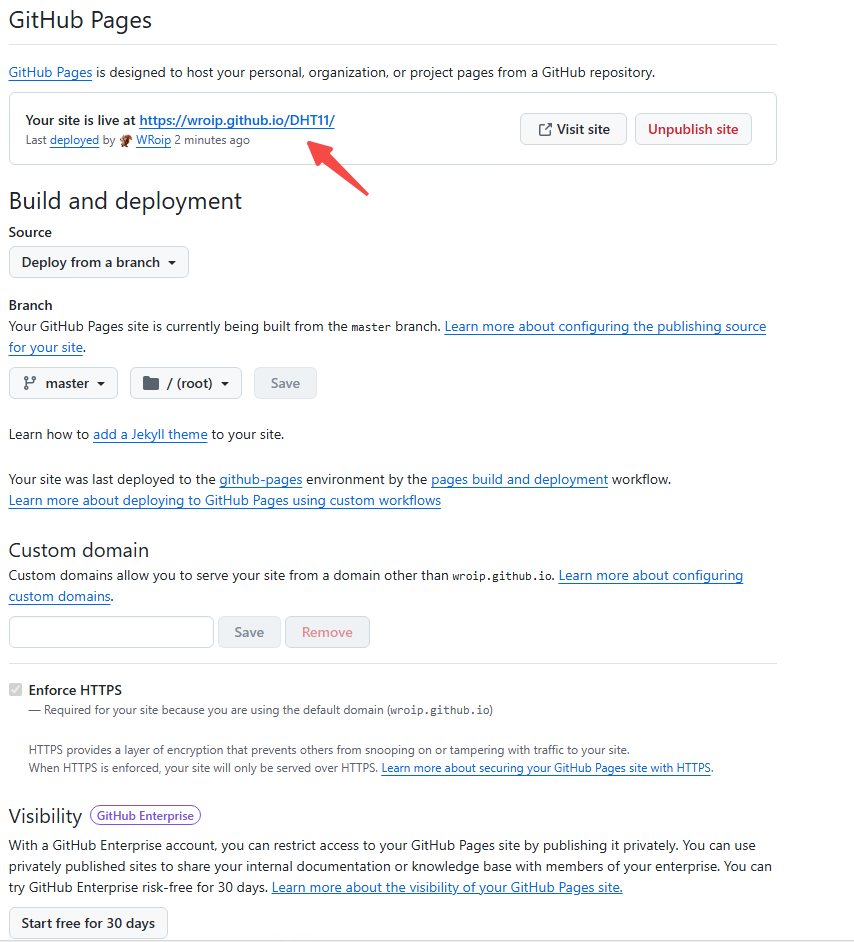 GitHub Pages
GitHub Pages is designed to host your personal, organization, or project pages from a GitHub repository.
Your site is live at https://wroip.github.io/DHT11/
Last deployed by WRoip 2 minutes ago
Visit site
Unpublish site
Build and deployment
Source
Deploy from a branch
Branch
Your GitHub Pages site is currently being built from the master branch. Learn more about configuring the publishing source
for your site.
master
/ (root)
Save
Learn how to add a Jekyll theme to your site.
Your site was last deployed to the github-pages environment by the pages build and deployment workflow.
Learn more about deploying to GitHub Pages using custom workflows
Custom domain
Custom domains allow you to serve your site from a domain other than wroip.github.io. Learn more about configuring
custom domains.
Save
Remove
Enforce HTTPS
— Required for your site because you are using the default domain (wroip.github.io)
HTTPS provides a layer of encryption that prevents others from snooping on or tampering with traffic to your site.
When HTTPS is enforced, your site will only be served over HTTPS. Learn more about securing your GitHub Pages site with HTTPS.
Visibility
GitHub Enterprise
With a GitHub Enterprise account, you can restrict access to your GitHub Pages site by publishing it privately. You can use
privately published sites to share your internal documentation or knowledge base with members of your enterprise. You can
try GitHub Enterprise risk-free for 30 days. Learn more about the visibility of your GitHub Pages site.
Start free for 30 days